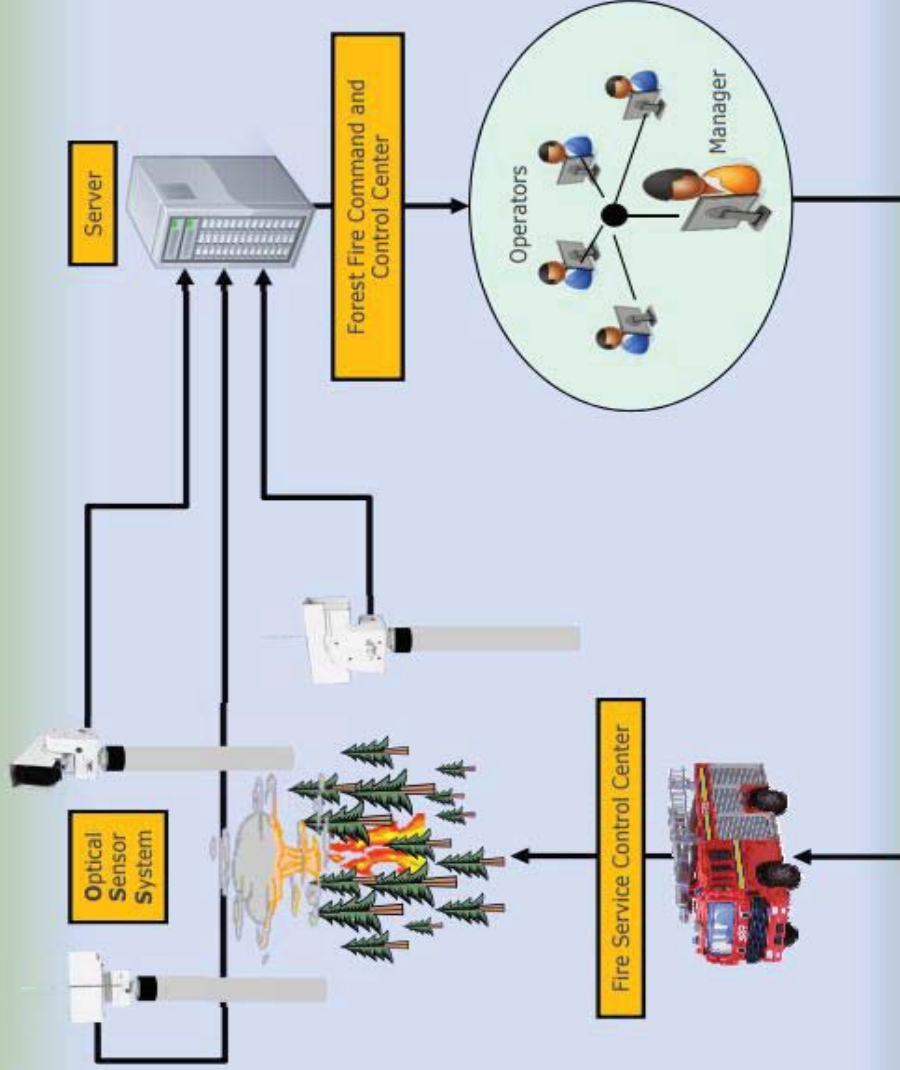 Optical
Sensor
System
Server
Forest Fire Command and
Control Center
Operators
Manager
Fire Service Control Center